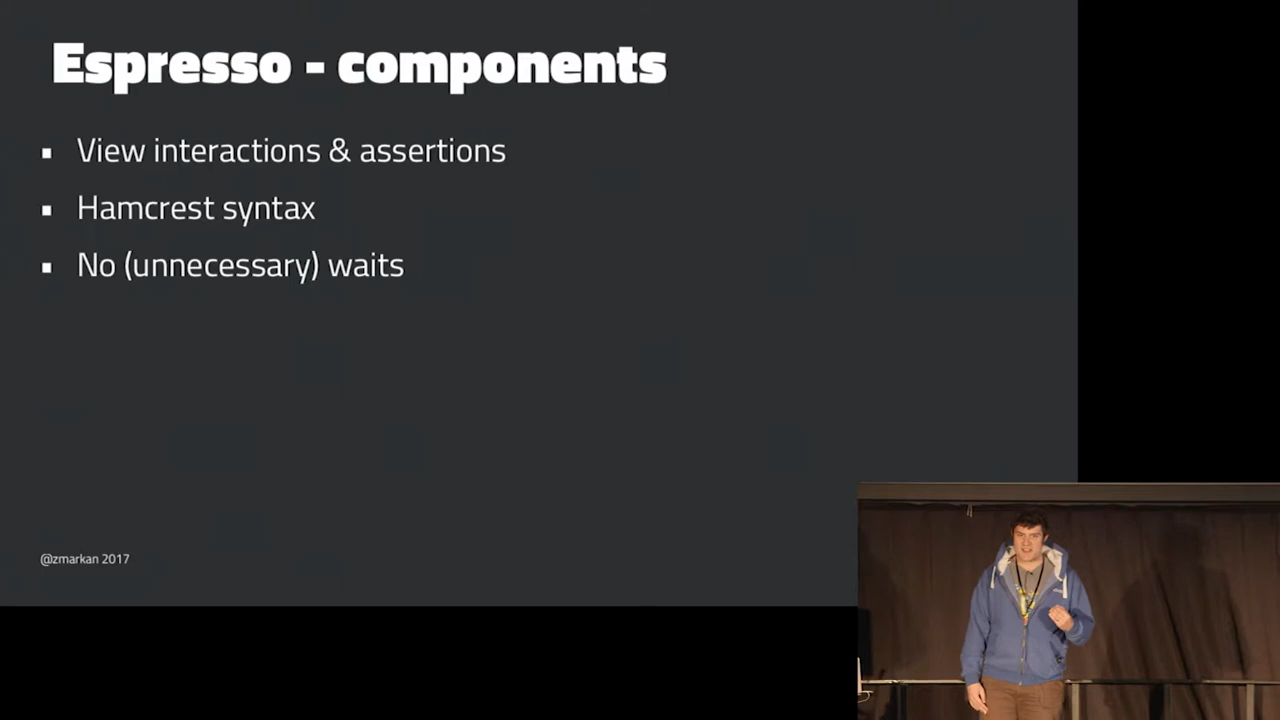 Espresso - components
▪ View interactions & assertions
▪ Hamcrest syntax
▪ No (unnecessary) waits
@zmarkan 2017